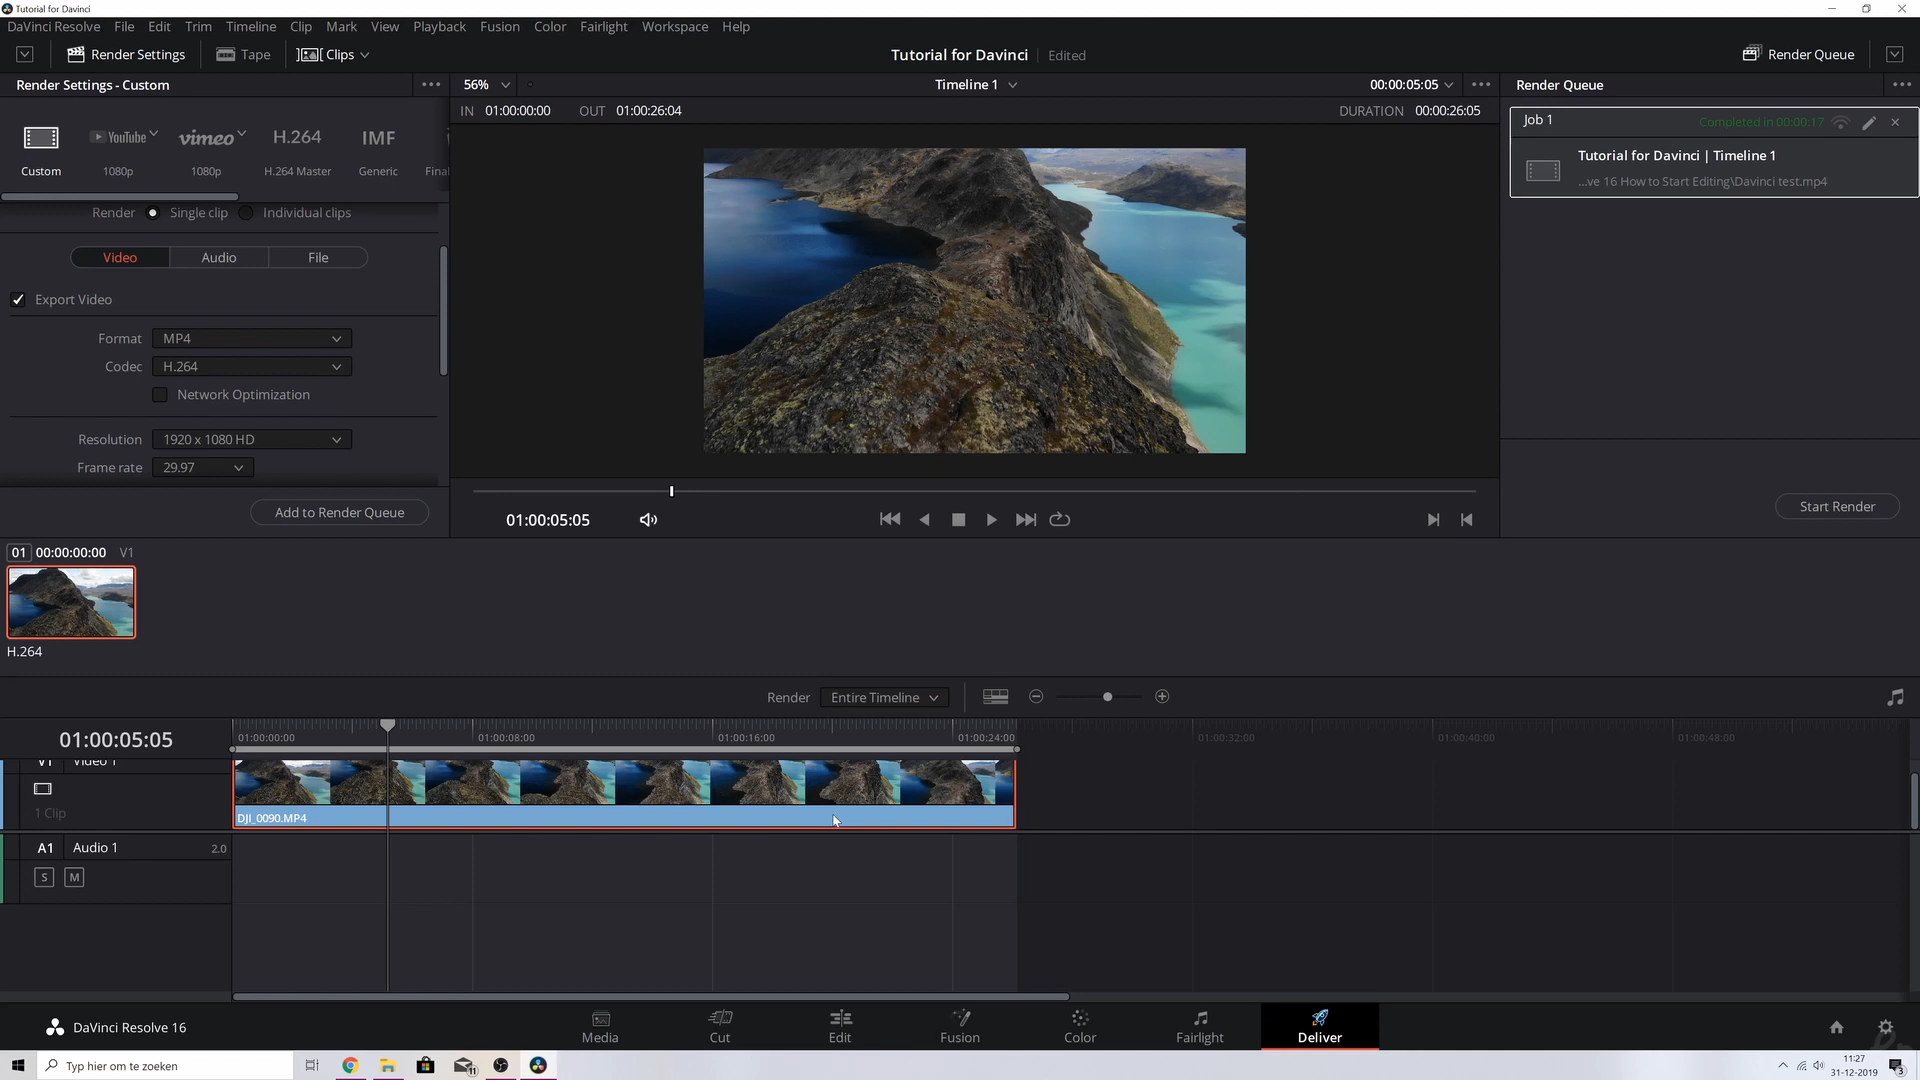 Tutorial for Davinci
DaVinci Resolve File Edit Trim Timeline Clip Mark View Playback Fusion Color Fairlight Workspace Help
Render Settings Tape Clips Tutorial for Davinci Edited Render Queue
Render Settings - Custom 56% Timeline 1 00:00:05:05 Render Queue
IN 01:00:00:00 OUT 01:00:26:04 DURATION 00:00:26:05
Job 1 Completed in 00:00:17
YouTube vimeo H.264 IMF
Custom 1080p 1080p H.264 Master Generic Final
Tutorial for Davinci | Timeline 1
...ve 16 How to Start Editing\Davinci test.mp4
Render Single clip Individual clips
Video Audio File
Export Video
Format MP4
Codec H.264
Network Optimization
Resolution 1920 x 1080 HD
Frame rate 29.97
Add to Render Queue
01:00:05:05
Start Render
01 00:00:00:00 V1
H.264
Render Entire Timeline
01:00:05:05
01:00:00:00 01:00:08:00 01:00:16:00 01:00:24:00 01:00:32:00 01:00:40:00 01:00:48:00
V1 Video 1
1 Clip
DJI_0090.MP4
A1 Audio 1 2.0
S M
DaVinci Resolve 16
Media Cut Edit Fusion Color Fairlight Deliver
Typ hier om te zoeken
11
11:27
31-12-2019
3